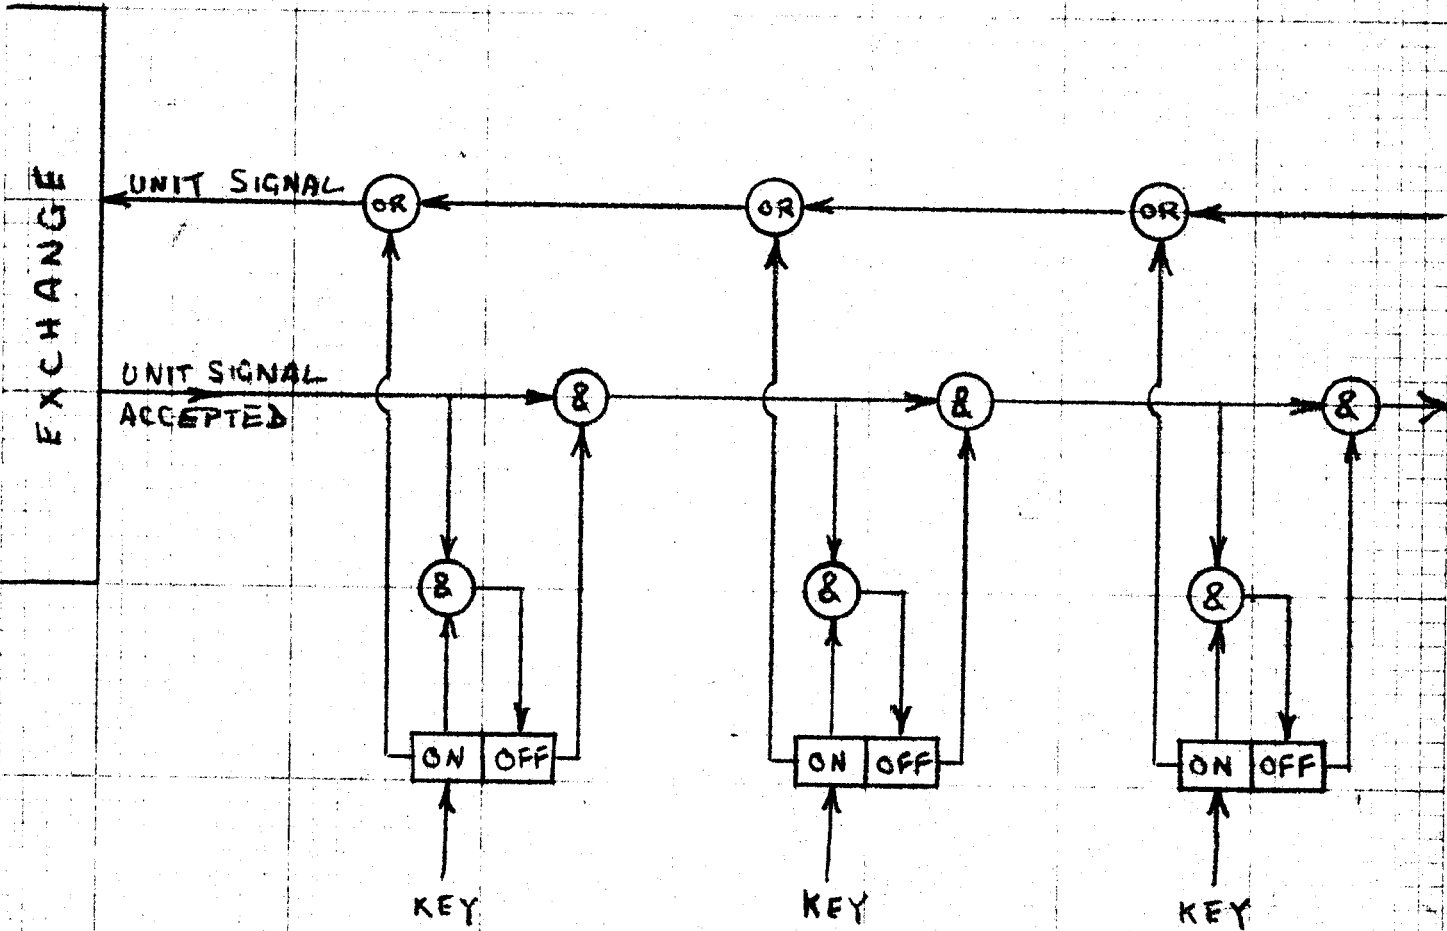 EXCHANGE
UNIT SIGNAL
OR
OR
OR
UNIT SIGNAL
ACCEPTED
&
&
&
&
&
&
ON OFF
ON OFF
ON OFF
KEY
KEY
KEY